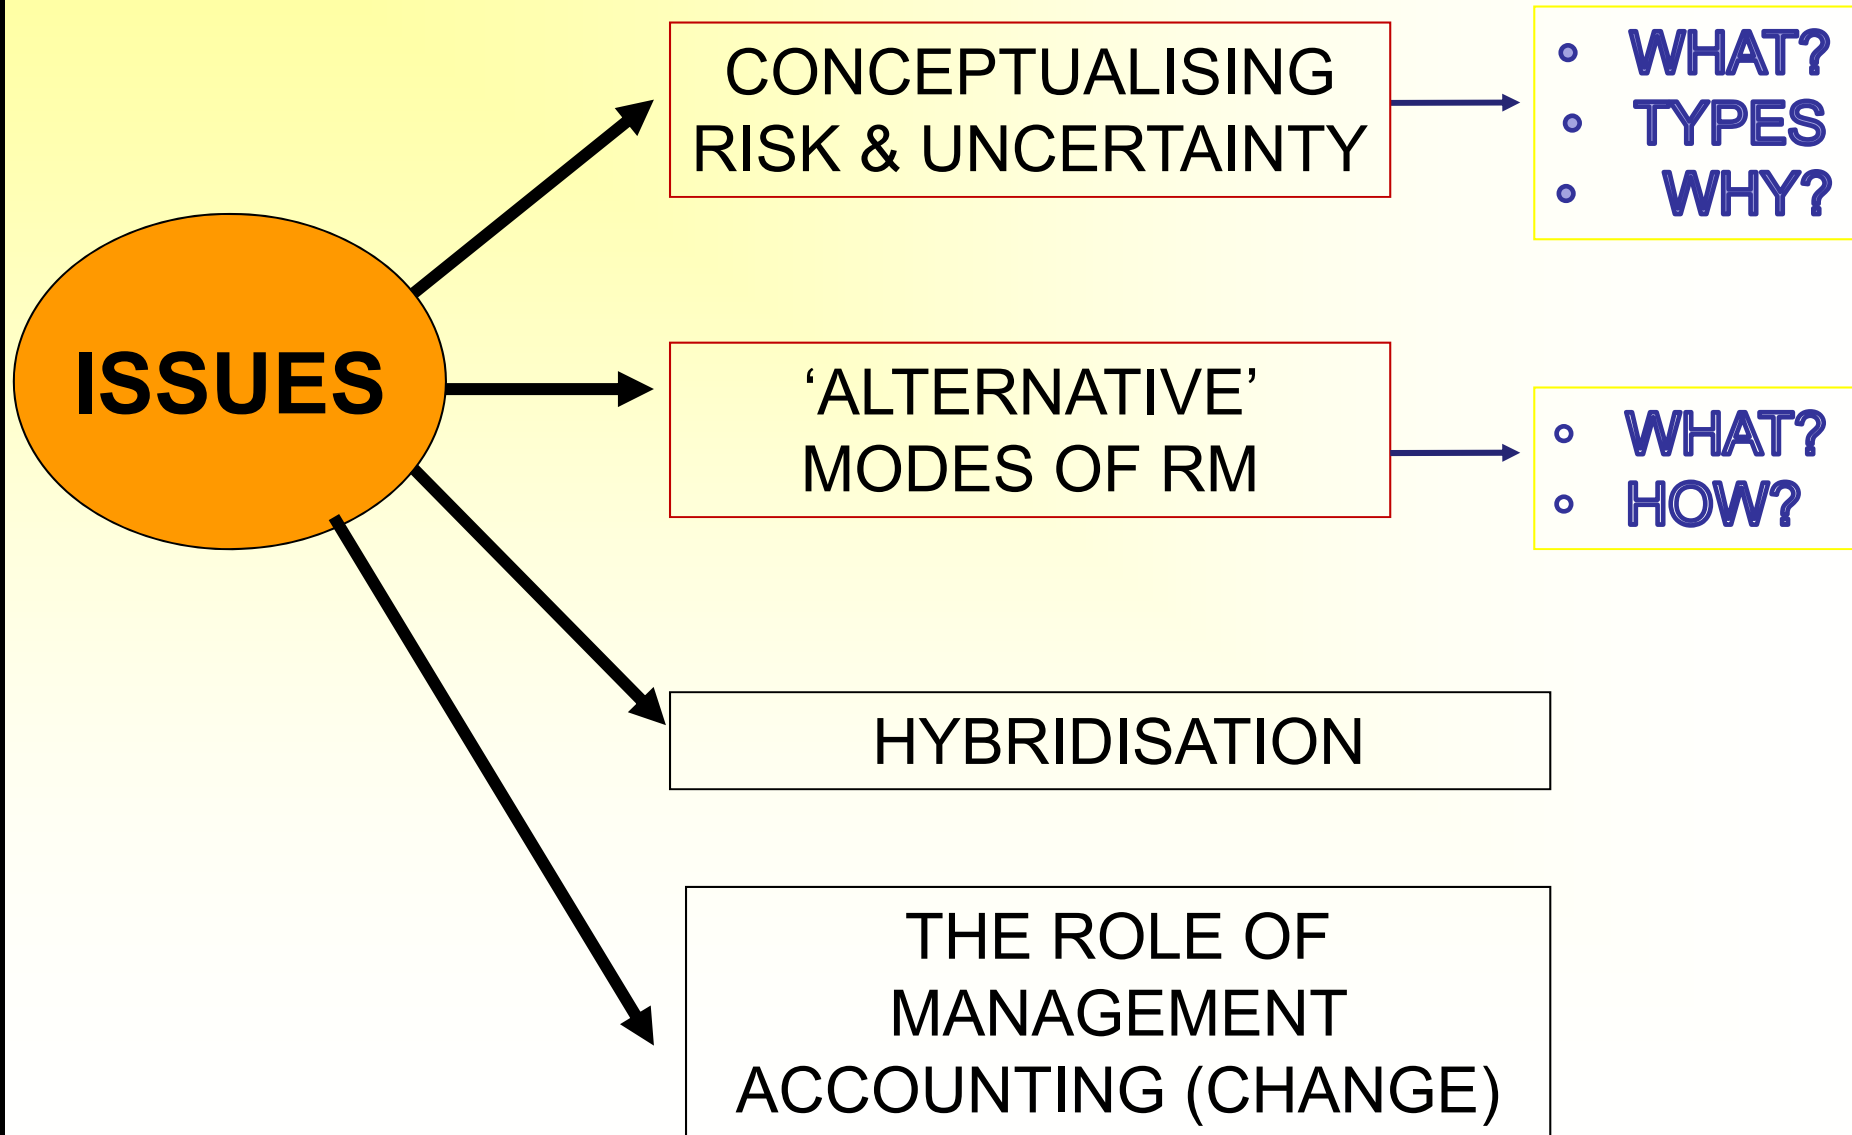 ISSUES
CONCEPTUALISING
RISK & UNCERTAINTY
• WHAT?
• TYPES
• WHY?
‘ALTERNATIVE’
MODES OF RM
• WHAT?
• HOW?
HYBRIDISATION
THE ROLE OF
MANAGEMENT
ACCOUNTING (CHANGE)